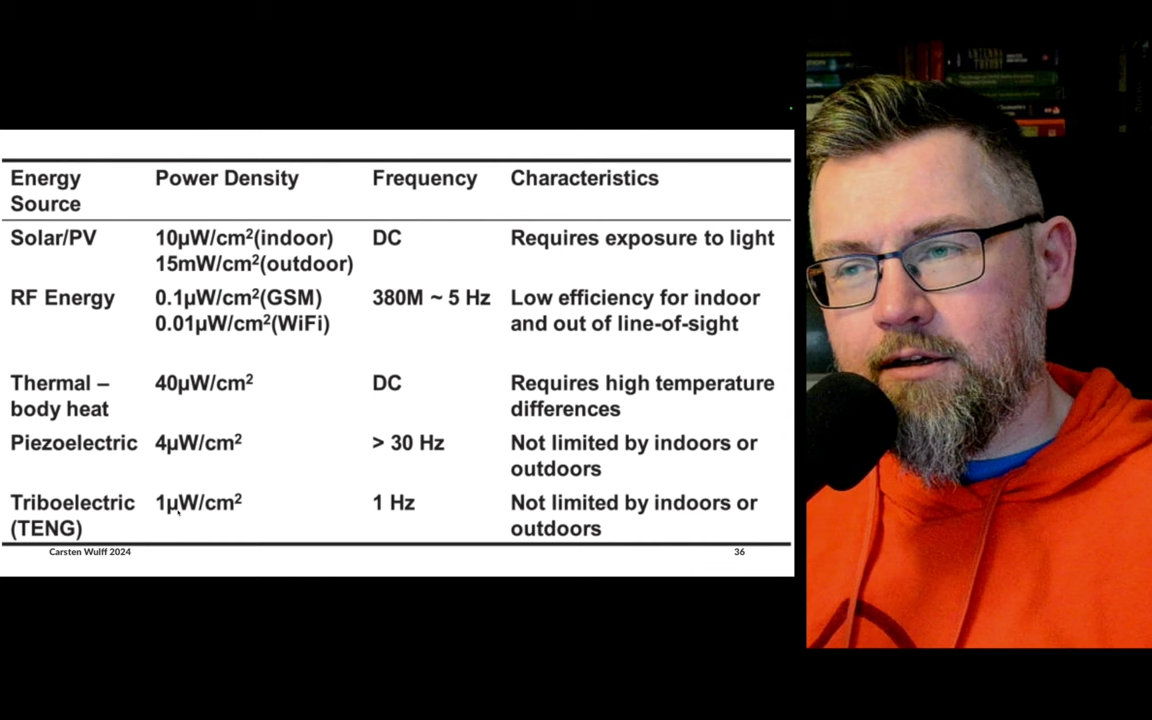 Energy Source
Power Density
Frequency
Characteristics
Solar/PV
10µW/cm²(indoor)
15mW/cm²(outdoor)
DC
Requires exposure to light
RF Energy
0.1µW/cm²(GSM)
0.01µW/cm²(WiFi)
380M ~ 5 Hz
Low efficiency for indoor
and out of line-of-sight
Thermal –
body heat
40µW/cm²
DC
Requires high temperature
differences
Piezoelectric
4µW/cm²
> 30 Hz
Not limited by indoors or
outdoors
Triboelectric
(TENG)
1µW/cm²
1 Hz
Not limited by indoors or
outdoors
Carsten Wulff 2024
36
ANTENNA
THEORY